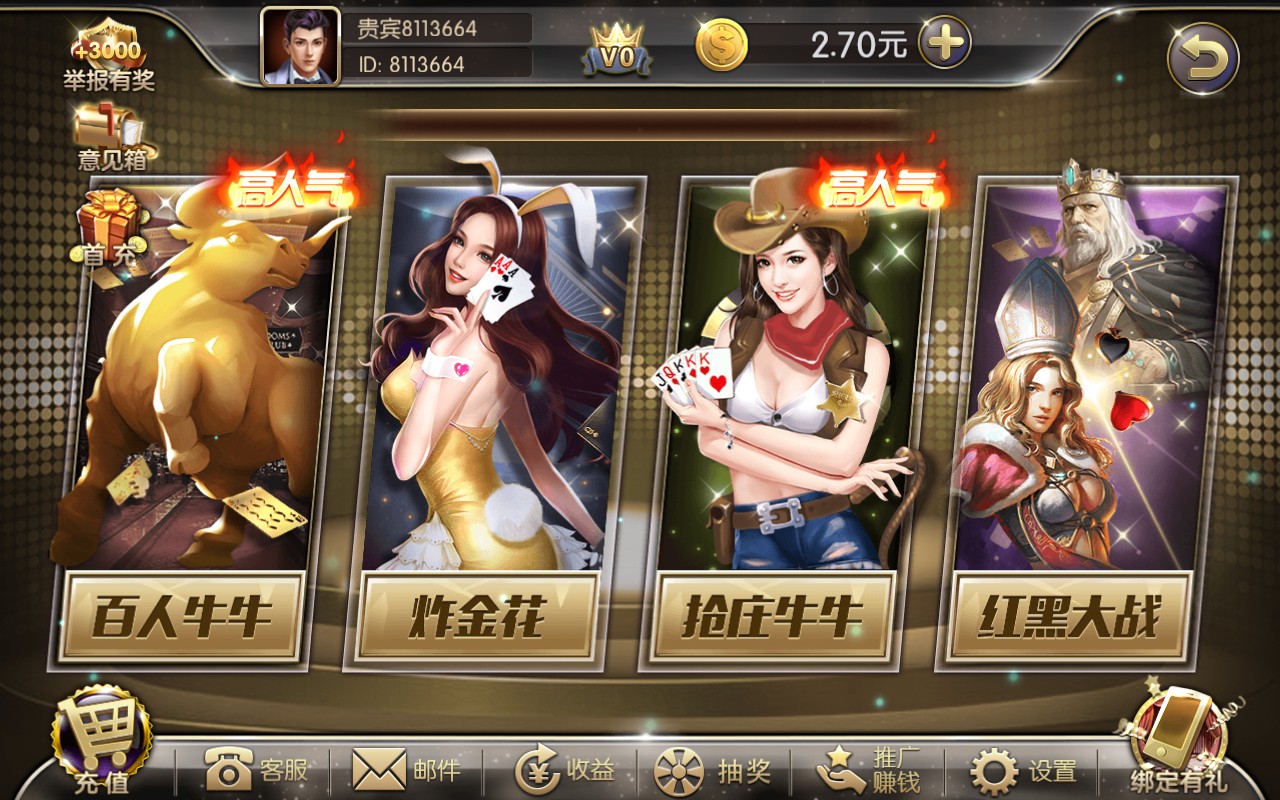 +3000
举报有奖
贵宾8113664
ID: 8113664
V0
2.70元
意见箱
首充
高人气
高人气
A A A
J Q K K K
百人牛牛
炸金花
抢庄牛牛
红黑大战
充值
客服
邮件
收益
抽奖
推广
赚钱
设置
绑定有礼